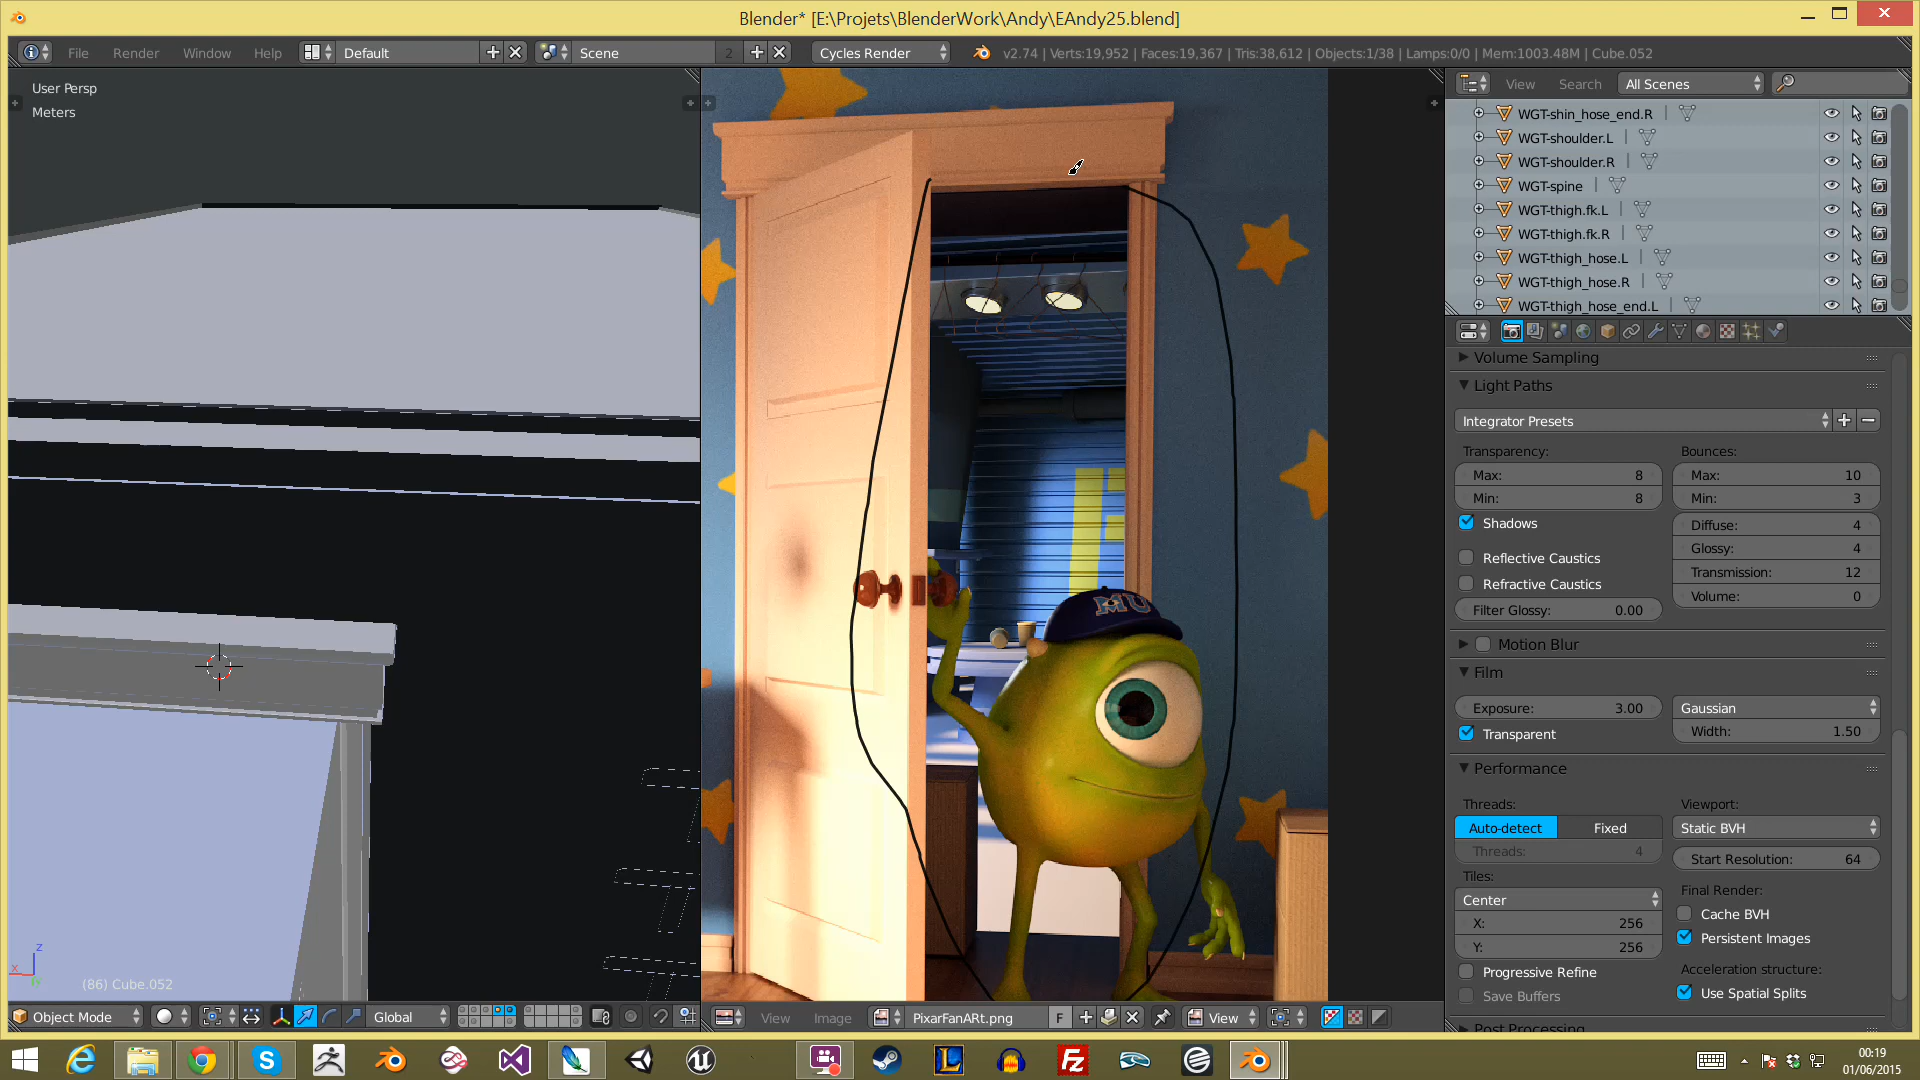 Blender* [E:\Projets\BlenderWork\Andy\EAndy25.blend]
File Render Window Help Default Scene 2 Cycles Render v2.74 | Verts:19,952 | Faces:19,367 | Tris:38,612 | Objects:1/38 | Lamps:0/0 | Mem:1003.48M | Cube.052
User Persp
Meters
View Search All Scenes
WGT-shin_hose_end.R
WGT-shoulder.L
WGT-shoulder.R
WGT-spine
WGT-thigh.fk.L
WGT-thigh.fk.R
WGT-thigh_hose.L
WGT-thigh_hose.R
WGT-thigh_hose_end.L
Volume Sampling
Light Paths
Integrator Presets
Transparency: Bounces:
Max: 8 Max: 10
Min: 8 Min: 3
Shadows Diffuse: 4
Glossy: 4
Reflective Caustics
Transmission: 12
Refractive Caustics
Volume: 0
Filter Glossy: 0.00
Motion Blur
Film
Exposure: 3.00 Gaussian
Transparent Width: 1.50
Performance
Threads: Viewport:
Auto-detect Fixed Static BVH
Threads: 4 Start Resolution: 64
Tiles: Final Render:
Center Cache BVH
X: 256
Persistent Images
Y: 256
Progressive Refine Acceleration structure:
Save Buffers Use Spatial Splits
Post Processing
MU
z
x
(86) Cube.052
Object Mode Global
View Image PixarFanARt.png F View
00:19
01/06/2015